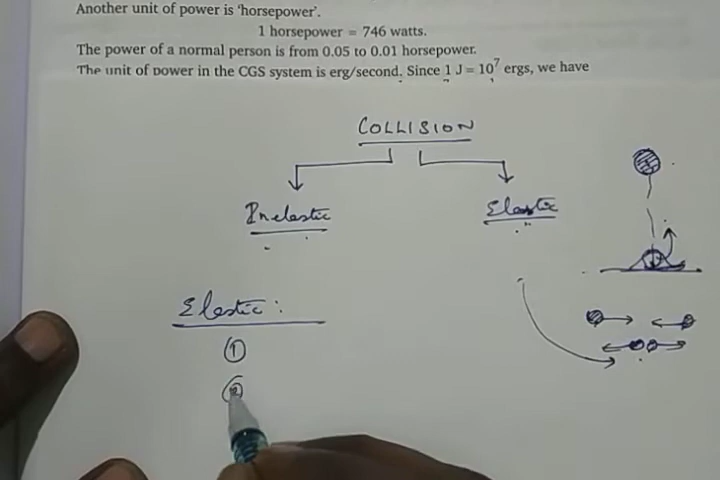 Another unit of power is ‘horsepower’.
1 horsepower = 746 watts.
The power of a normal person is from 0.05 to 0.01 horsepower.
The unit of power in the CGS system is erg/second. Since 1 J = 10⁷ ergs, we have
COLLISION
Inelastic Elastic
Elastic:
①
②